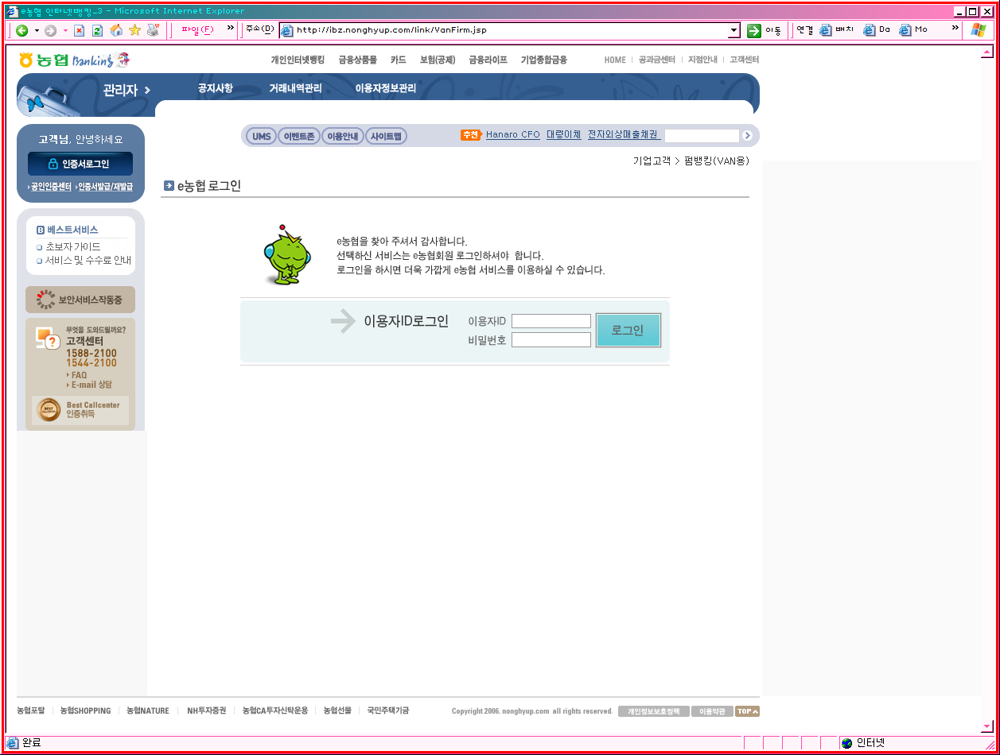 e농협 인터넷뱅킹_3 - Microsoft Internet Explorer
파일(F) » 주소(D) http://ibz.nonghyup.com/link/VanFirm.jsp 이동 연결 배치 Da Mo »
농협 Banking 개인인터넷뱅킹 금융상품몰 카드 보험(공제) 금융라이프 기업종합금융 HOME | 공과금센터 | 지점안내 | 고객센터
관리자 공지사항 거래내역관리 이용자정보관리
고객님, 안녕하세요
인증서로그인
공인인증센터 인증서발급/재발급
UMS 이벤트존 이용안내 사이트맵 추천 Hanaro CFO 대량이체 전자외상매출채권
기업고객 > 펌뱅킹(VAN용)
e농협 로그인
B 베스트서비스
초보자 가이드
서비스 및 수수료 안내
e농협을 찾아 주셔서 감사합니다.
선택하신 서비스는 e농협회원 로그인하셔야 합니다.
로그인을 하시면 더욱 가깝게 e농협 서비스를 이용하실 수 있습니다.
보안서비스작동중
이용자ID로그인 이용자ID 로그인
비밀번호
무엇을 도와드릴까요?
고객센터
1588-2100
1544-2100
FAQ
E-mail 상담
Best Callcenter
인증취득
농협포탈 | 농협SHOPPING | 농협NATURE | NH투자증권 | 농협CA투자신탁운용 | 농협선물 | 국민주택기금 Copyright 2006. nonghyup.com all rights reserved. 개인정보보호정책 이용약관 TOP
완료 인터넷